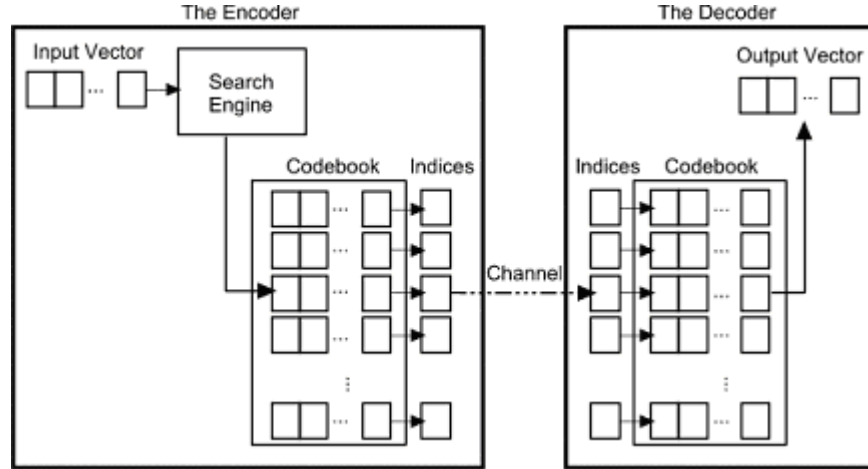 The Encoder
The Decoder
Input Vector
Search
Engine
Output Vector
Codebook
Indices
Indices
Codebook
Channel